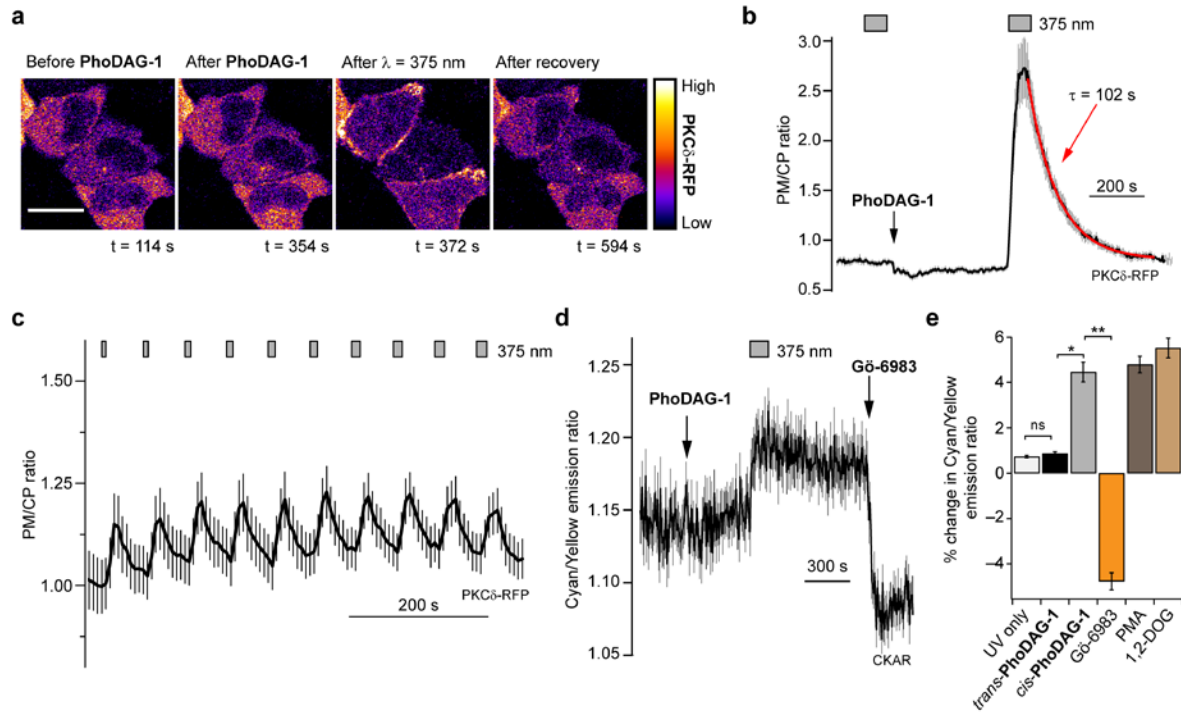 a
Before PhoDAG-1
After PhoDAG-1
After λ = 375 nm
After recovery
High
PKCδ-RFP
Low
t = 114 s
t = 354 s
t = 372 s
t = 594 s
b
375 nm
3.0
2.5
2.0
1.5
1.0
0.5
PM/CP ratio
PhoDAG-1
τ = 102 s
200 s
PKCδ-RFP
c
375 nm
1.50
1.25
1.00
PM/CP ratio
200 s
PKCδ-RFP
d
375 nm
Gö-6983
PhoDAG-1
1.25
1.20
1.15
1.10
1.05
Cyan/Yellow emission ratio
300 s
CKAR
e
% change in Cyan/Yellow
emission ratio
6
4
2
0
−2
−4
ns
*
**
UV only
trans-PhoDAG-1
cis-PhoDAG-1
Gö-6983
PMA
1,2-DOG